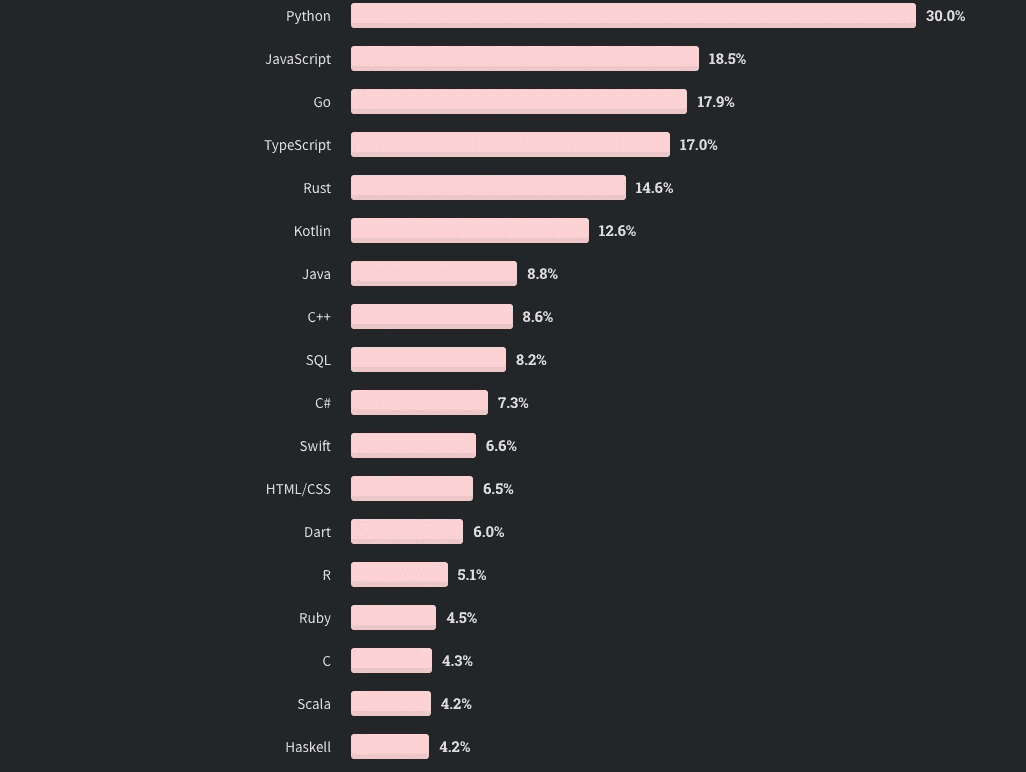 Python 30.0%
JavaScript 18.5%
Go 17.9%
TypeScript 17.0%
Rust 14.6%
Kotlin 12.6%
Java 8.8%
C++ 8.6%
SQL 8.2%
C# 7.3%
Swift 6.6%
HTML/CSS 6.5%
Dart 6.0%
R 5.1%
Ruby 4.5%
C 4.3%
Scala 4.2%
Haskell 4.2%